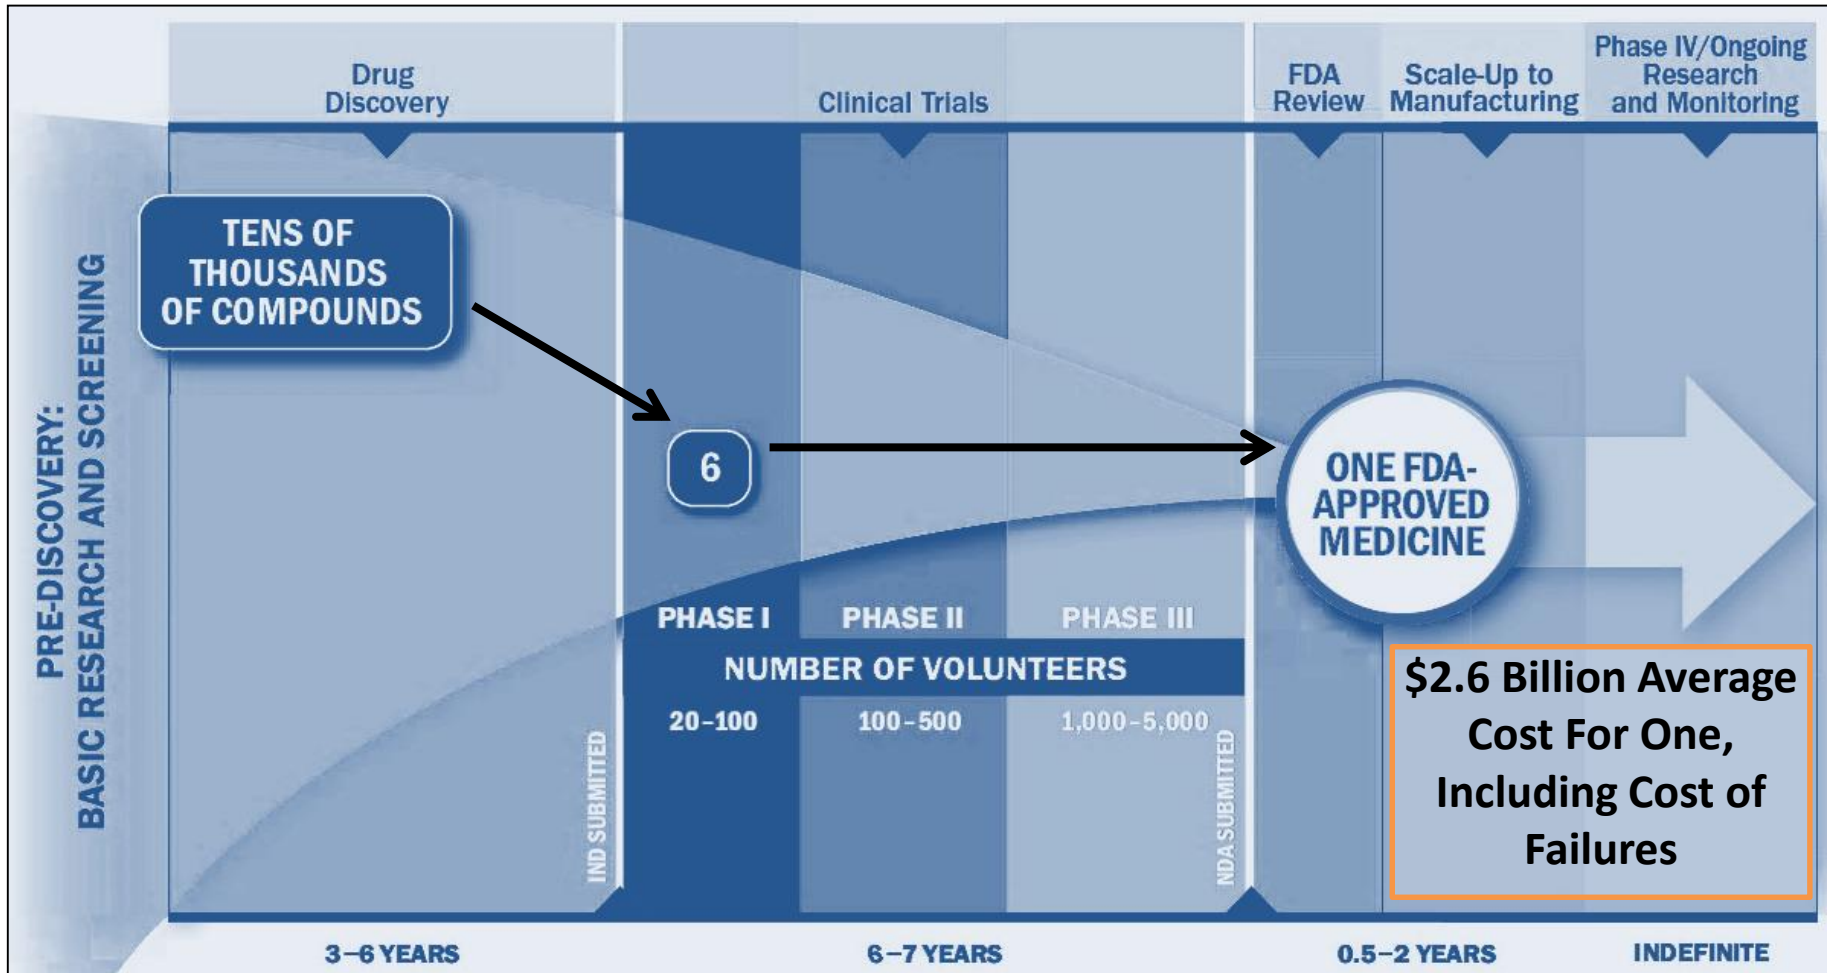 Drug
Discovery
Clinical Trials
FDA
Review
Scale-Up to
Manufacturing
Phase IV/Ongoing
Research
and Monitoring
PRE-DISCOVERY:
BASIC RESEARCH AND SCREENING
TENS OF
THOUSANDS
OF COMPOUNDS
6
ONE FDA-
APPROVED
MEDICINE
PHASE I
PHASE II
PHASE III
NUMBER OF VOLUNTEERS
20–100
100–500
1,000–5,000
IND SUBMITTED
NDA SUBMITTED
$2.6 Billion Average
Cost For One,
Including Cost of
Failures
3–6 YEARS
6–7 YEARS
0.5–2 YEARS
INDEFINITE